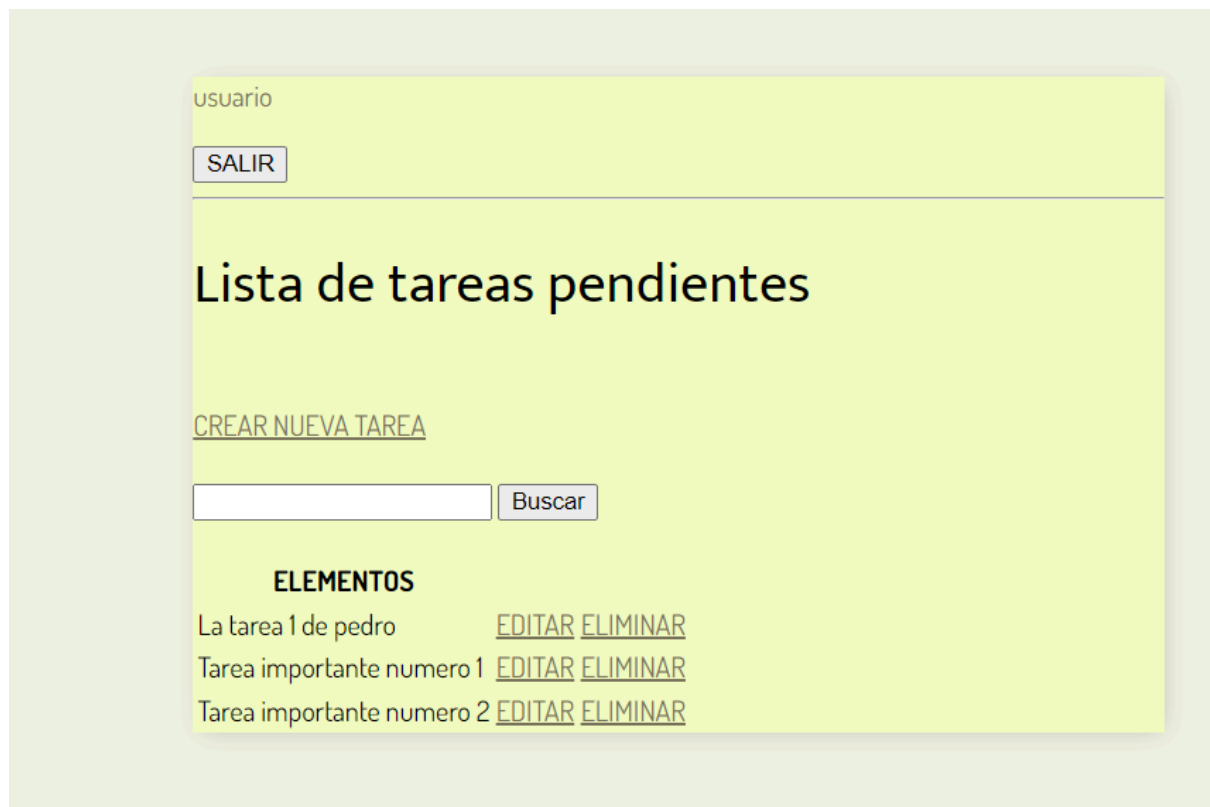 usuario
SALIR
Lista de tareas pendientes
CREAR NUEVA TAREA
Buscar
ELEMENTOS
La tarea 1 de pedro EDITAR ELIMINAR
Tarea importante numero 1 EDITAR ELIMINAR
Tarea importante numero 2 EDITAR ELIMINAR